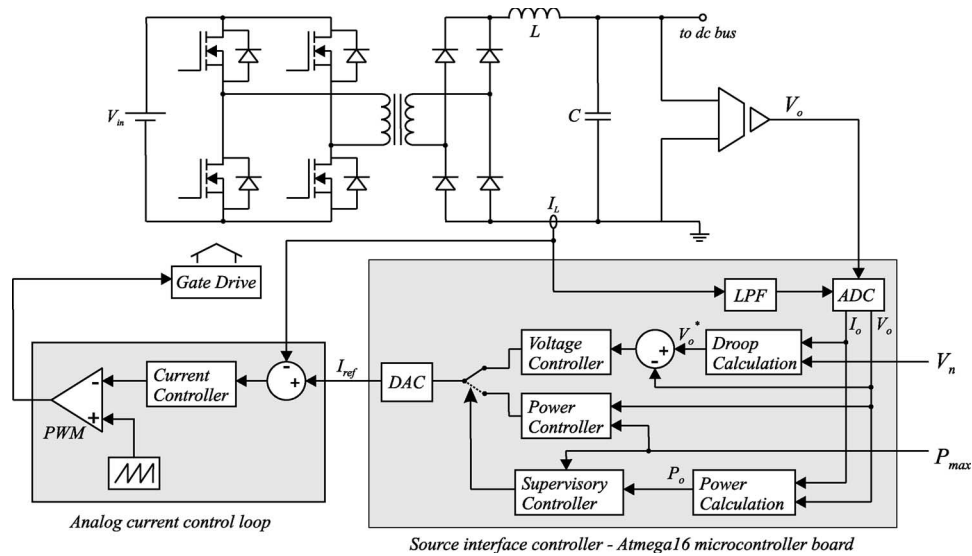 L
to dc bus
V_in
C
V_o
I_L
Gate Drive
LPF
ADC
I_o
V_o
Voltage
Controller
V_o*
Droop
Calculation
-
+
V_n
I_ref
DAC
-
+
Current
Controller
-
+
PWM
Power
Controller
P_max
Supervisory
Controller
P_o
Power
Calculation
Analog current control loop
Source interface controller - Atmega16 microcontroller board